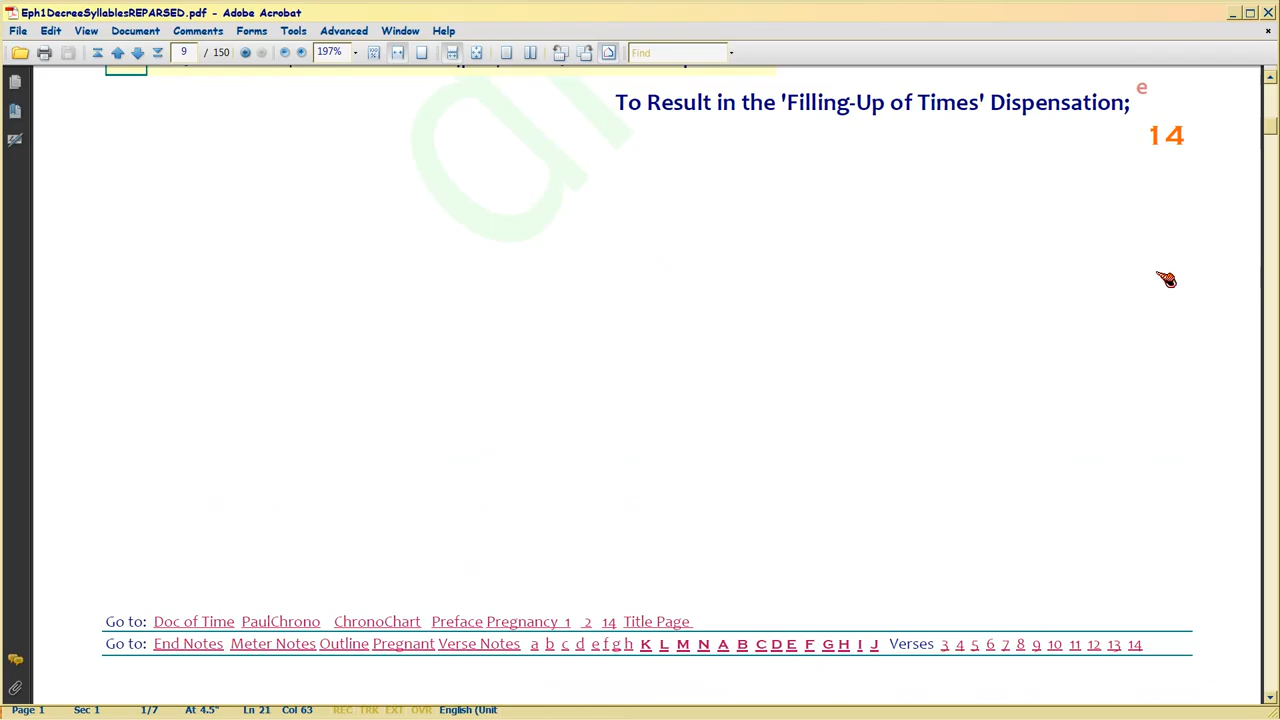 Eph1DecreeSyllablesREPARSED.pdf - Adobe Acrobat
File Edit View Document Comments Forms Tools Advanced Window Help
9 / 150 197% Find
To Result in the 'Filling-Up of Times' Dispensation; e
14
Go to: Doc of Time PaulChrono ChronoChart Preface Pregnancy 1 2 14 Title Page
Go to: End Notes Meter Notes Outline Pregnant Verse Notes a b c d e f g h K L M N A B C D E F G H I J Verses 3 4 5 6 7 8 9 10 11 12 13 14
Page 1 Sec 1 1/7 At 4.5" Ln 21 Col 63 REC TRK EXT OVR English (Unit